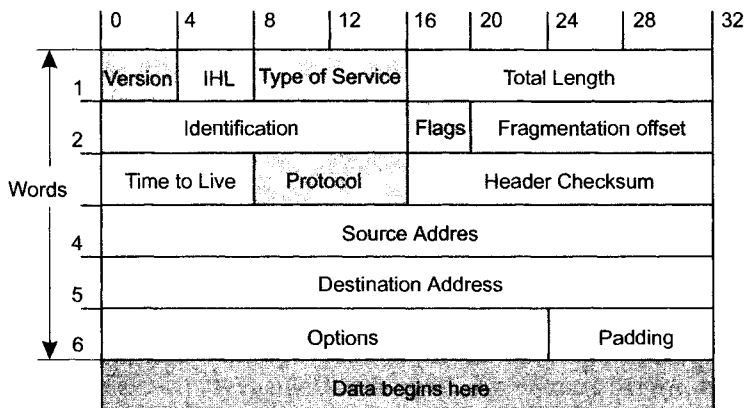 0 4 8 12 16 20 24 28 32
Version IHL Type of Service Total Length
1
Identification Flags Fragmentation offset
2
Time to Live Protocol Header Checksum
Words
Source Addres
4
Destination Address
5
Options Padding
6
Data begins here